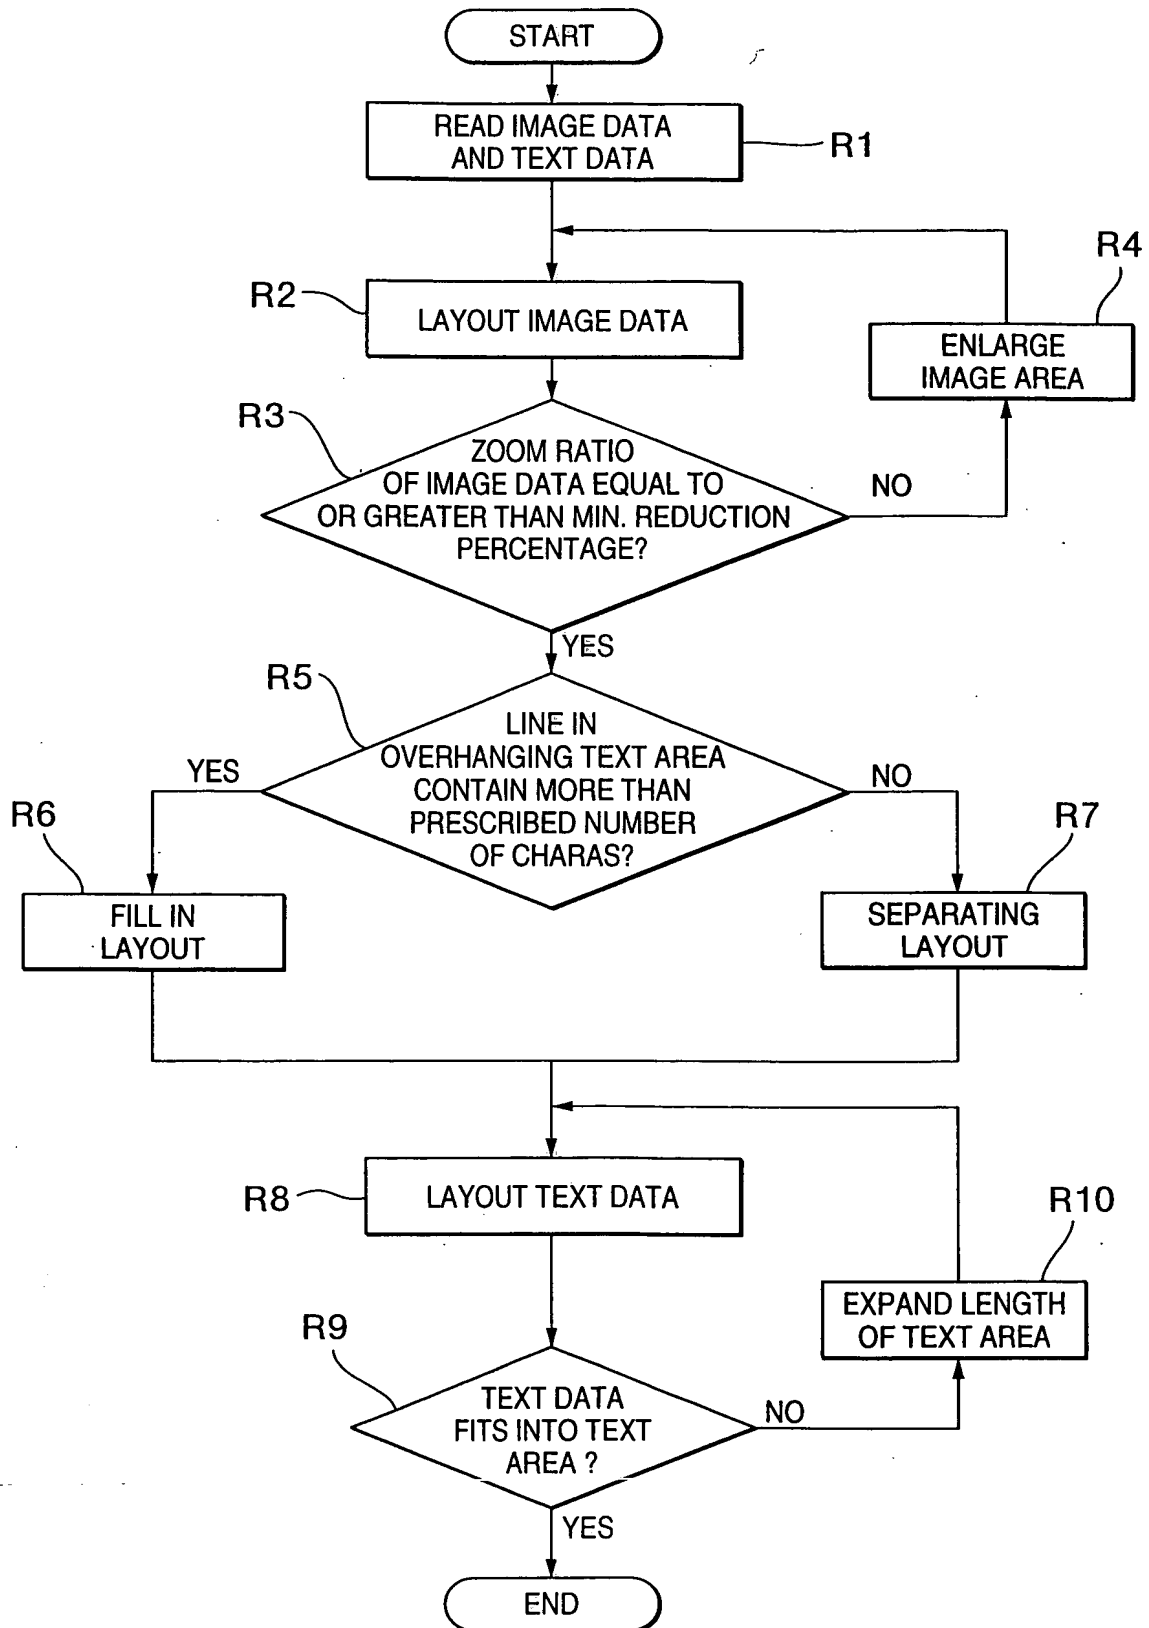 START
READ IMAGE DATA
AND TEXT DATA
R1
R4
R2
LAYOUT IMAGE DATA
ENLARGE
IMAGE AREA
R3
ZOOM RATIO
OF IMAGE DATA EQUAL TO
OR GREATER THAN MIN. REDUCTION
PERCENTAGE?
NO
YES
R5
LINE IN
OVERHANGING TEXT AREA
CONTAIN MORE THAN
PRESCRIBED NUMBER
OF CHARAS?
YES
NO
R6
R7
FILL IN
LAYOUT
SEPARATING
LAYOUT
R8
LAYOUT TEXT DATA
R10
EXPAND LENGTH
OF TEXT AREA
R9
TEXT DATA
FITS INTO TEXT
AREA ?
NO
YES
END